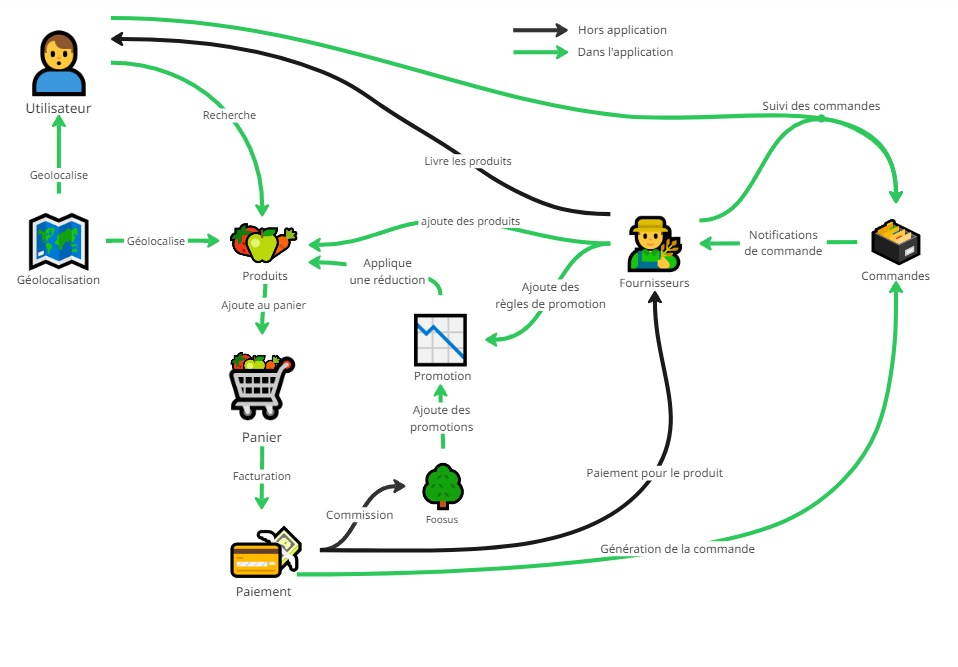 Hors application
Dans l'application
Utilisateur
Suivi des commandes
Recherche
Livre les produits
Geolocalise
ajoute des produits
Géolocalise
Notifications
de commande
Géolocalisation
Produits
Applique
une réduction
Fournisseurs
Commandes
Ajoute des
règles de promotion
Ajoute au panier
Promotion
Ajoute des
promotions
Panier
Facturation
Paiement pour le produit
Commission
Foosus
Génération de la commande
Paiement